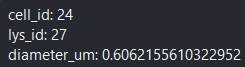 cell_id: 24
lys_id: 27
diameter_um: 0.6062155610322952